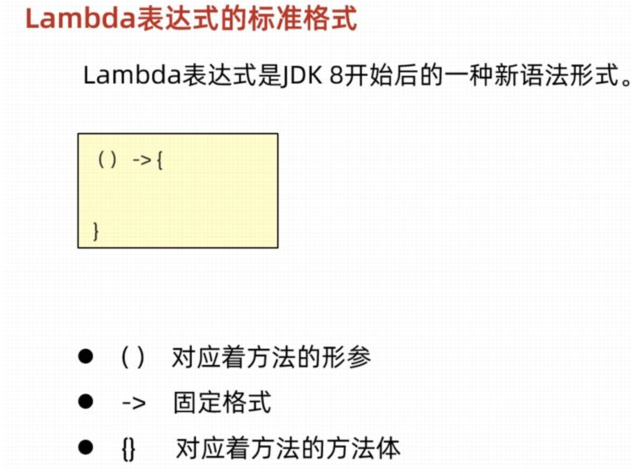 Lambda表达式的标准格式
Lambda表达式是JDK 8开始后的一种新语法形式。
( ) ->{
}
● ( ) 对应着方法的形参
● -> 固定格式
● {} 对应着方法的方法体